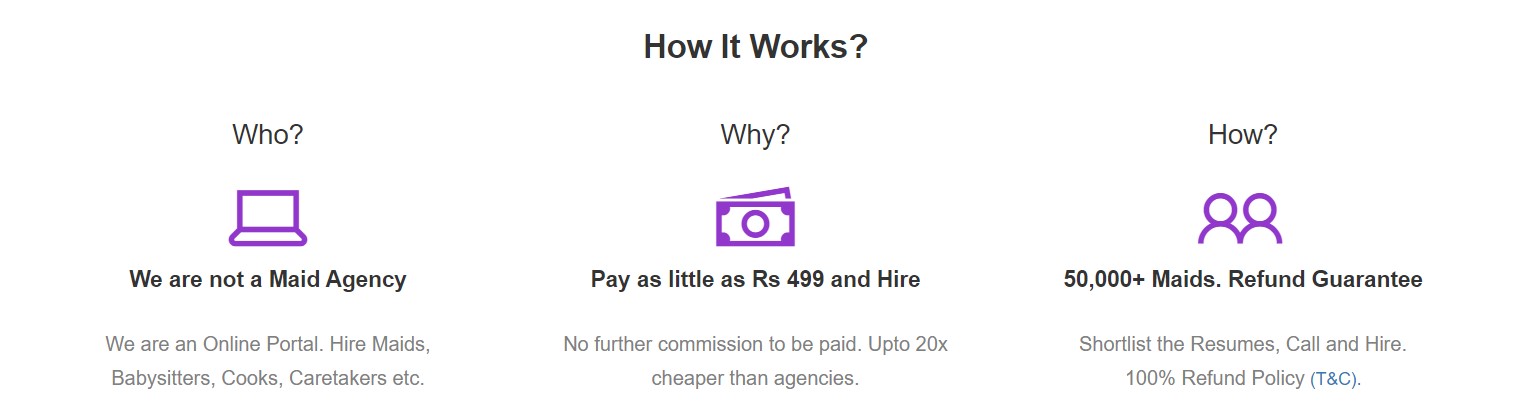 How It Works?
Who?
We are not a Maid Agency
We are an Online Portal. Hire Maids,
Babysitters, Cooks, Caretakers etc.
Why?
Pay as little as Rs 499 and Hire
No further commission to be paid. Upto 20x
cheaper than agencies.
How?
50,000+ Maids. Refund Guarantee
Shortlist the Resumes, Call and Hire.
100% Refund Policy (T&C).